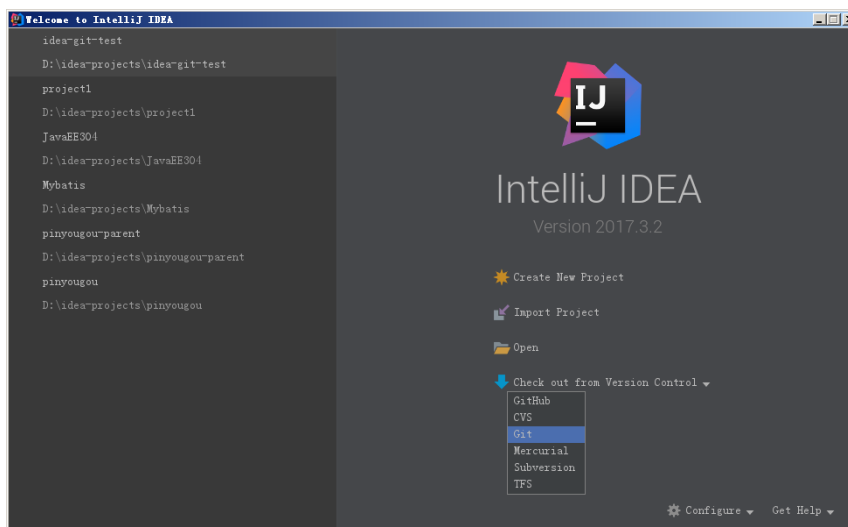 Welcome to IntelliJ IDEA
idea-git-test
D:\idea-projects\idea-git-test
project1
D:\idea-projects\project1
JavaEE304
D:\idea-projects\JavaEE304
Mybatis
D:\idea-projects\Mybatis
pinyougou-parent
D:\idea-projects\pinyougou-parent
pinyougou
D:\idea-projects\pinyougou
IJ
IntelliJ IDEA
Version 2017.3.2
Create New Project
Import Project
Open
Check out from Version Control
GitHub
CVS
Git
Mercurial
Subversion
TFS
Configure
Get Help